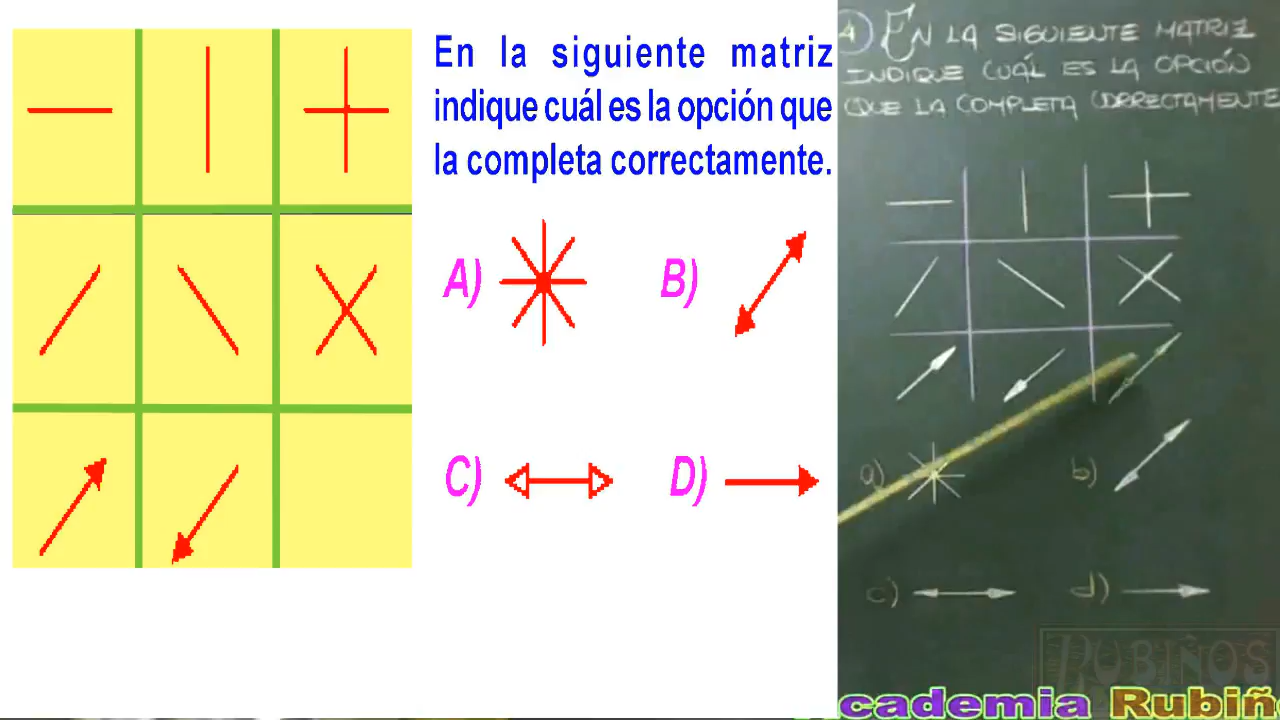 En la siguiente matriz
indique cuál es la opción que
la completa correctamente.
A)
B)
C)
D)
4) EN LA SIGUIENTE MATRIZ
INDIQUE CUÁL ES LA OPCIÓN
QUE LA COMPLETA CORRECTAMENTE
a)
b)
c)
d)
RUBIÑOS
cademia Rubiñ